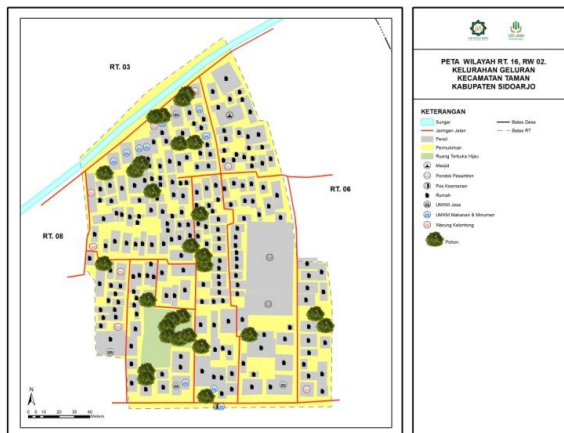 RT. 03
RT. 06
RT. 08
N
Meters
PETA WILAYAH RT. 16, RW 02.
KELURAHAN GELURAN
KECAMATAN TAMAN
KABUPATEN SIDOARJO
KETERANGAN
Sungai
Jaringan Jalan
Persil
Permukiman
Ruang Terbuka Hijau
Masjid
Pondok Pesantren
Pos Keamanan
Rumah
UMKM Jasa
UMKM Makanan & Minuman
Warung Kelontong
Pohon
Batas Desa
Batas RT